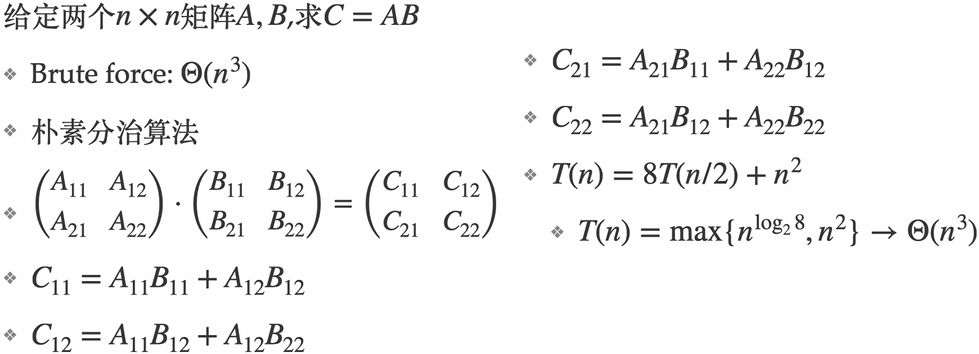 给定两个n × n矩阵A, B,求C = AB
❖ Brute force: Θ(n³)
❖ 朴素分治算法
❖ (A₁₁ A₁₂ A₂₁ A₂₂) · (B₁₁ B₁₂ B₂₁ B₂₂) = (C₁₁ C₁₂ C₂₁ C₂₂)
❖ C₁₁ = A₁₁B₁₁ + A₁₂B₁₂
❖ C₁₂ = A₁₁B₁₂ + A₁₂B₂₂
❖ C₂₁ = A₂₁B₁₁ + A₂₂B₁₂
❖ C₂₂ = A₂₁B₁₂ + A₂₂B₂₂
❖ T(n) = 8T(n/2) + n²
❖ T(n) = max{n^(log₂ 8), n²} → Θ(n³)